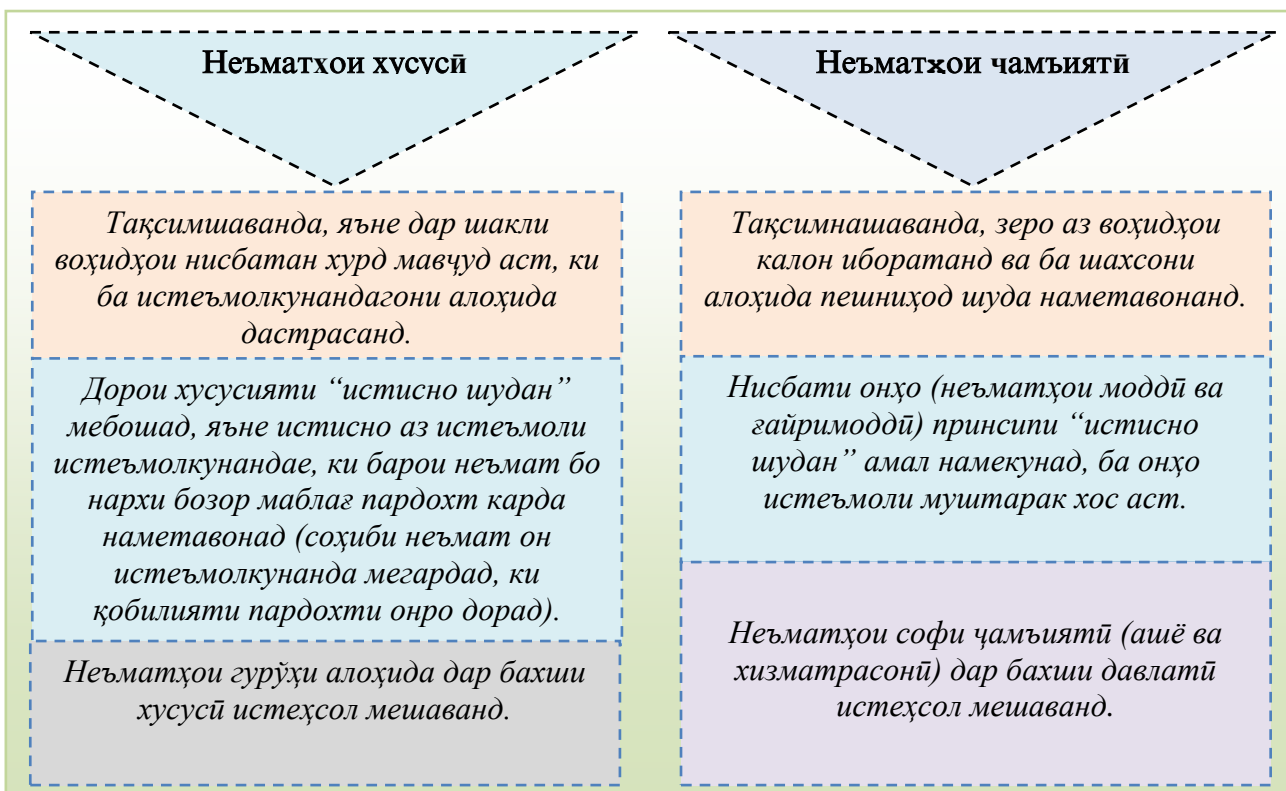 Неъматҳои хусусӣ
Тақсимшаванда, яъне дар шакли
воҳидҳои нисбатан хурд мавҷуд аст, ки
ба истеъмолкунандагони алоҳида
дастрасанд.
Дорои хусусияти “истисно шудан”
мебошад, яъне истисно аз истеъмоли
истеъмолкунандае, ки барои неъмат бо
нархи бозор маблағ пардохт карда
наметавонад (соҳиби неъмат он
истеъмолкунанда мегардад, ки
қобилияти пардохти онро дорад).
Неъматҳои гурӯҳи алоҳида дар бахши
хусусӣ истеҳсол мешаванд.
Неъматҳои ҷамъиятӣ
Тақсимнашаванда, зеро аз воҳидҳои
калон иборатанд ва ба шахсони
алоҳида пешниҳод шуда наметавонанд.
Нисбати онҳо (неъматҳои моддӣ ва
ғайримоддӣ) принсипи “истисно
шудан” амал намекунад, ба онҳо
истеъмоли муштарак хос аст.
Неъматҳои софи ҷамъиятӣ (ашё ва
хизматрасонӣ) дар бахши давлатӣ
истеҳсол мешаванд.